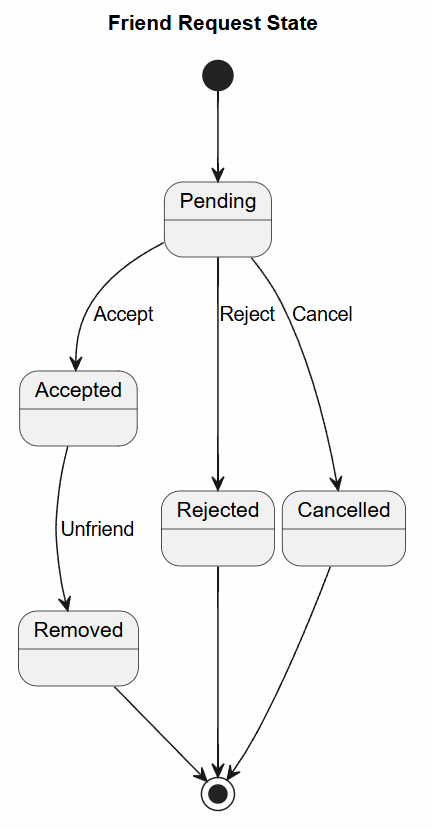 Friend Request State
Pending
Accept
Reject
Cancel
Accepted
Unfriend
Rejected
Cancelled
Removed